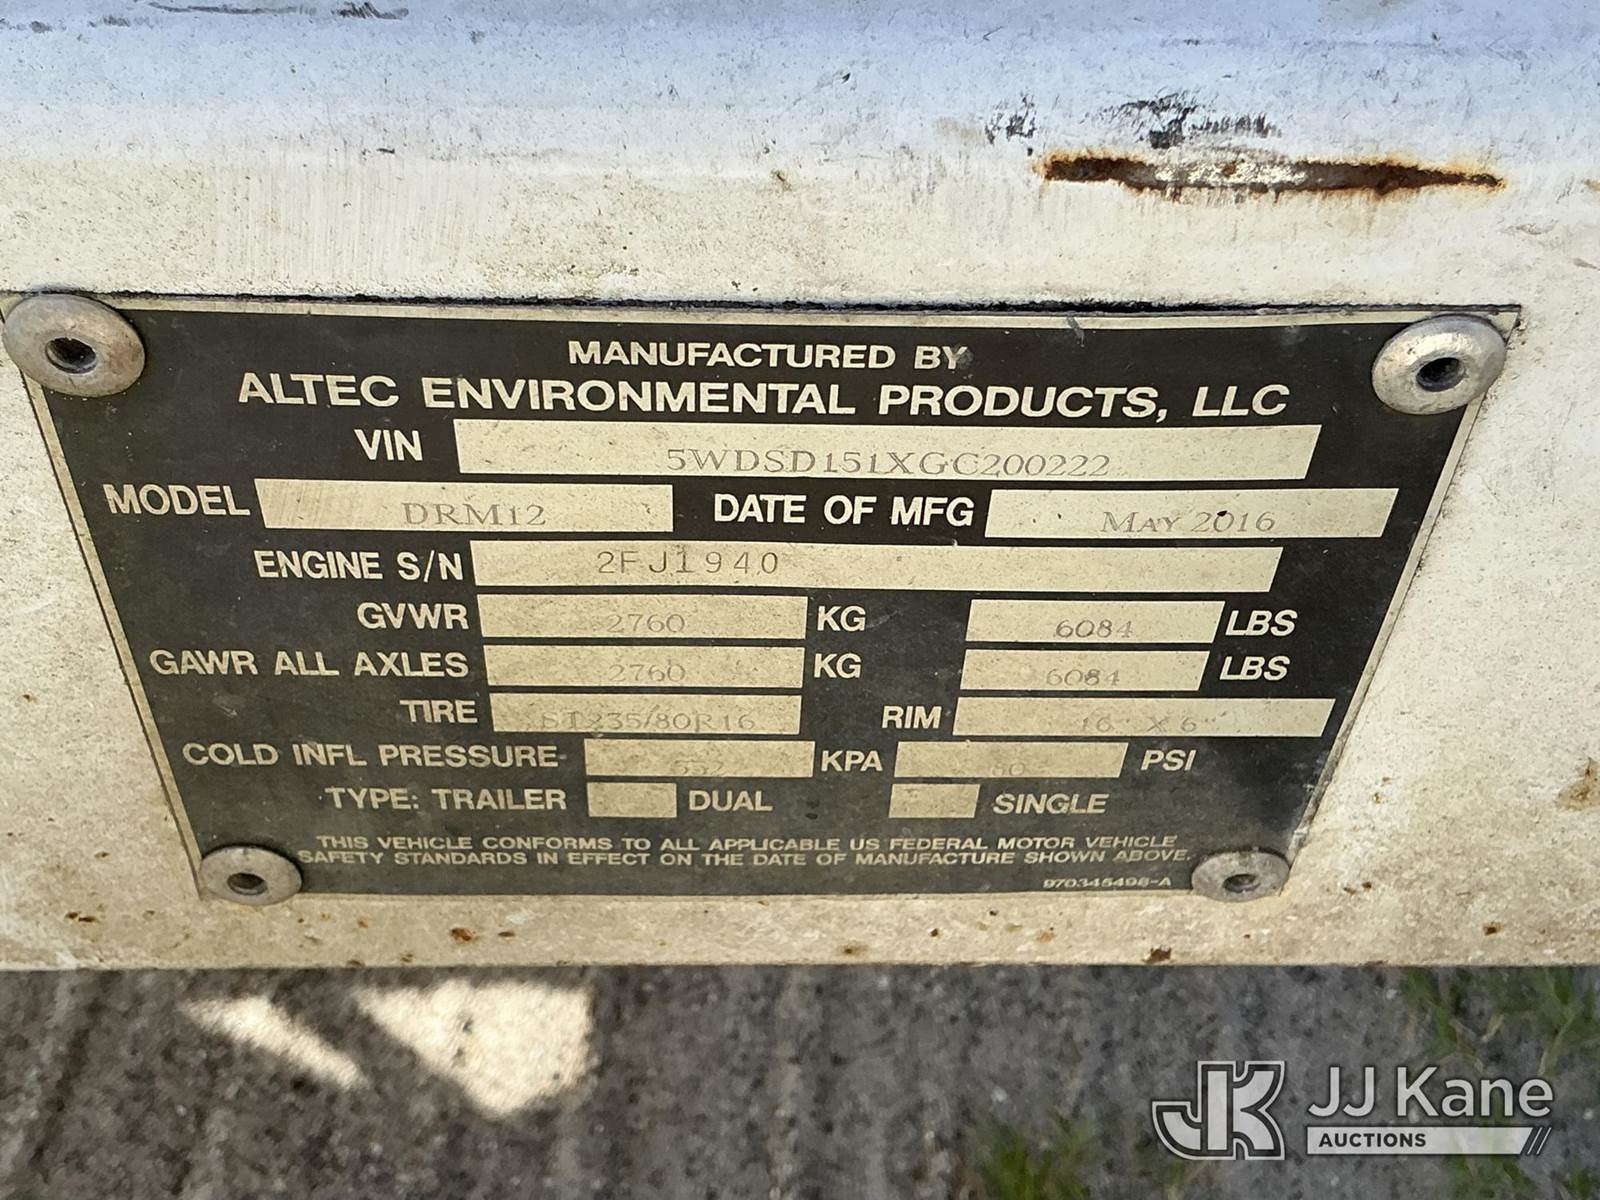 MANUFACTURED BY
ALTEC ENVIRONMENTAL PRODUCTS, LLC
VIN 5WDSD151XGC200222
MODEL DRM12 DATE OF MFG MAY 2016
ENGINE S/N 2FJ1940
GVWR 2760 KG 6084 LBS
GAWR ALL AXLES 2760 KG 6084 LBS
TIRE ST235/80R16 RIM 16" X 6"
COLD INFL PRESSURE 552 KPA 80 PSI
TYPE: TRAILER DUAL SINGLE
THIS VEHICLE CONFORMS TO ALL APPLICABLE US FEDERAL MOTOR VEHICLE
SAFETY STANDARDS IN EFFECT ON THE DATE OF MANUFACTURE SHOWN ABOVE.
970345498-A
JK JJ Kane
AUCTIONS